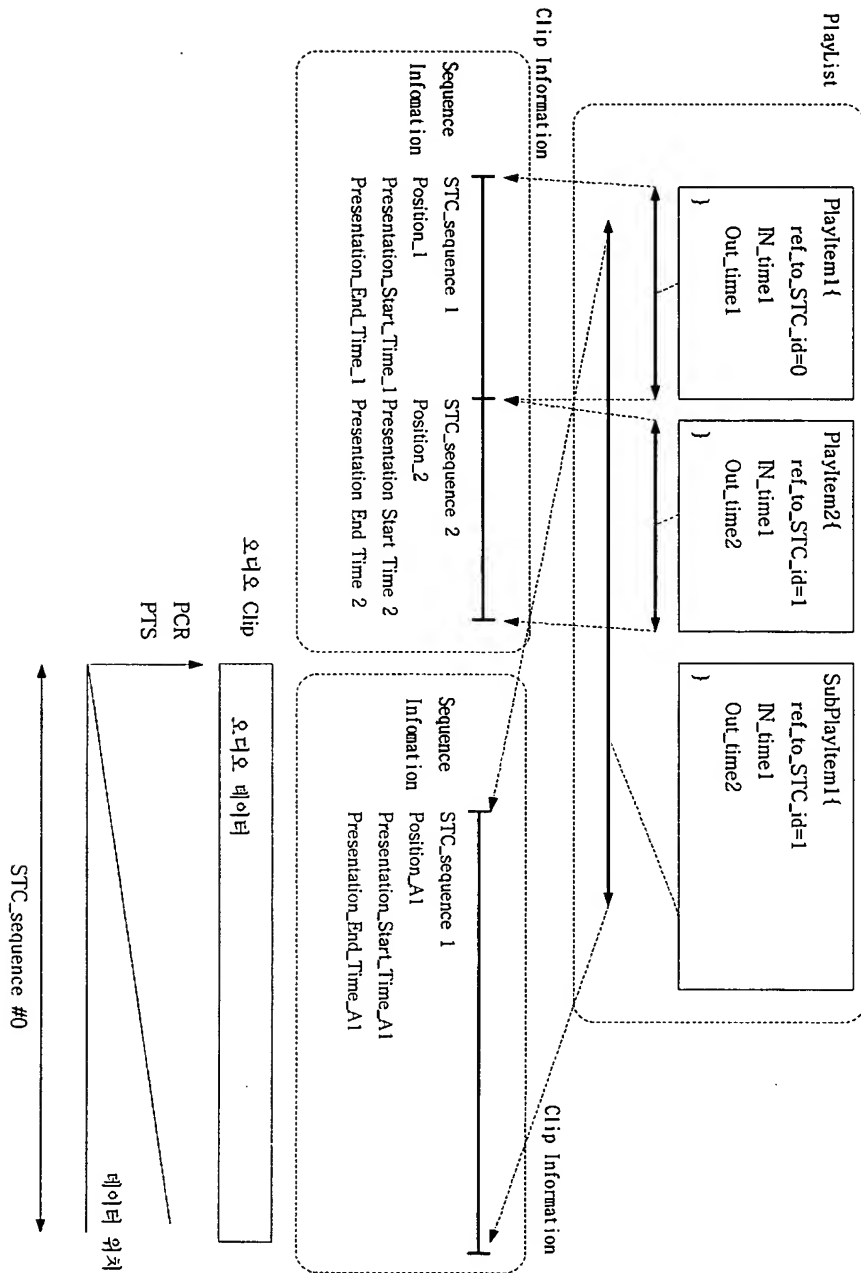 PlayList
PlayItem1{
ref_to_STC_id=0
IN_time1
Out_time1
}
PlayItem2{
ref_to_STC_id=1
IN_time1
Out_time2
}
SubPlayItem1{
ref_to_STC_id=1
IN_time1
Out_time2
}
Clip Information
Sequence
Infomation
STC_sequence 1
Position_1
Presentation_Start_Time_1
Presentation_End_Time_1
STC_sequence 2
Position_2
Presentation Start Time 2
Presentation End Time 2
Clip Information
Sequence
Infomation
STC_sequence 1
Position_A1
Presentation_Start_Time_A1
Presentation_End_Time_A1
오디오 Clip
오디오 데이터
PCR
PTS
데이터 위치
STC_sequence #0